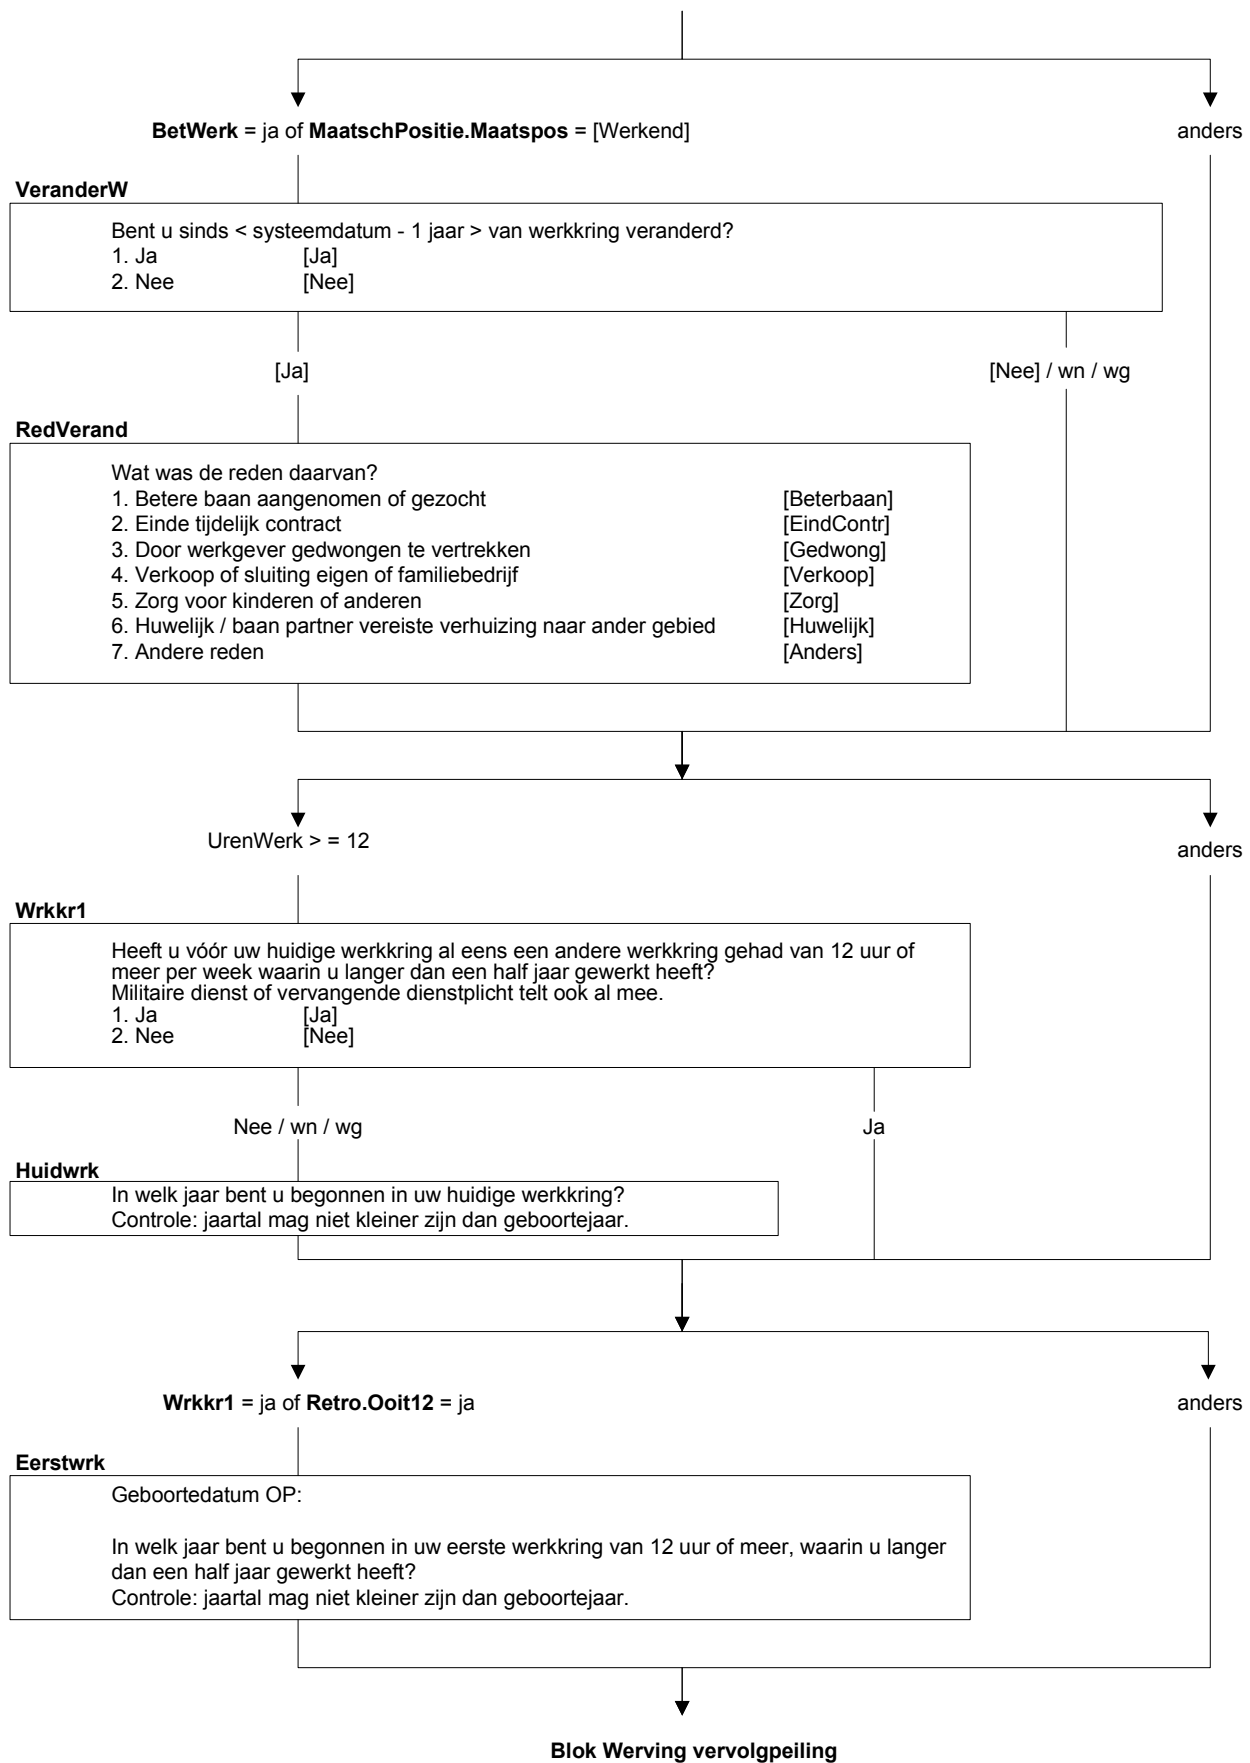 BetWerk = ja of MaatschPositie.Maatspos = [Werkend] anders
VeranderW
Bent u sinds < systeemdatum - 1 jaar > van werkkring veranderd?
1. Ja [Ja]
2. Nee [Nee]
[Ja] [Nee] / wn / wg
RedVerand
Wat was de reden daarvan?
1. Betere baan aangenomen of gezocht [Beterbaan]
2. Einde tijdelijk contract [EindContr]
3. Door werkgever gedwongen te vertrekken [Gedwong]
4. Verkoop of sluiting eigen of familiebedrijf [Verkoop]
5. Zorg voor kinderen of anderen [Zorg]
6. Huwelijk / baan partner vereiste verhuizing naar ander gebied [Huwelijk]
7. Andere reden [Anders]
UrenWerk > = 12 anders
Wrkkr1
Heeft u vóór uw huidige werkkring al eens een andere werkkring gehad van 12 uur of
meer per week waarin u langer dan een half jaar gewerkt heeft?
Militaire dienst of vervangende dienstplicht telt ook al mee.
1. Ja [Ja]
2. Nee [Nee]
Nee / wn / wg Ja
Huidwrk
In welk jaar bent u begonnen in uw huidige werkkring?
Controle: jaartal mag niet kleiner zijn dan geboortejaar.
Wrkkr1 = ja of Retro.Ooit12 = ja anders
Eerstwrk
Geboortedatum OP:
In welk jaar bent u begonnen in uw eerste werkkring van 12 uur of meer, waarin u langer
dan een half jaar gewerkt heeft?
Controle: jaartal mag niet kleiner zijn dan geboortejaar.
Blok Werving vervolgpeiling